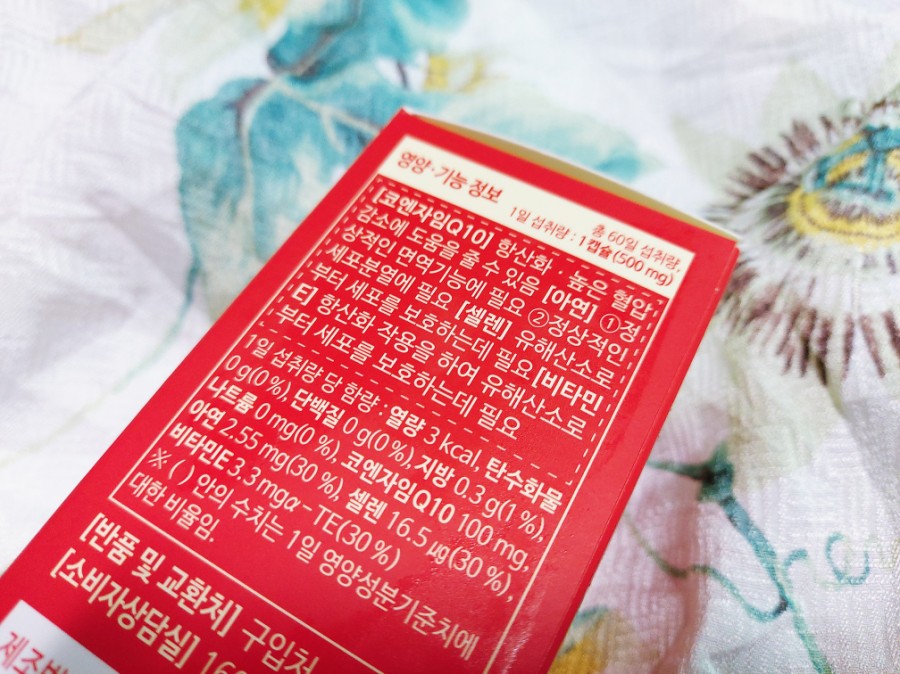 영양·기능 정보
총 60일 섭취량,
1일 섭취량 : 1캡슐(500 mg)
[코엔자임Q10] 항산화·높은 혈압
감소에 도움을 줄 수 있음 [아연] ①정
상적인 면역기능에 필요 ②정상적인
세포분열에 필요 [셀렌] 유해산소로
부터 세포를 보호하는데 필요 [비타민
E] 항산화 작용을 하여 유해산소로
부터 세포를 보호하는데 필요
1일 섭취량 당 함량 : 열량 3 kcal, 탄수화물
0 g(0 %), 단백질 0 g(0 %), 지방 0.3 g(1 %),
나트륨 0 mg(0 %), 코엔자임Q10 100 mg,
아연 2.55 mg(30 %), 셀렌 16.5 μg(30 %),
비타민E 3.3 mgα-TE(30 %)
※ ( ) 안의 수치는 1일 영양성분기준치에
대한 비율임.
[반품 및 교환처] 구입처
[소비자상담실] 16